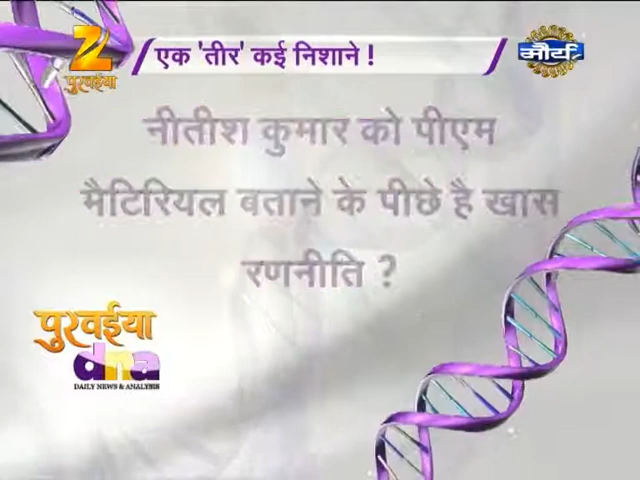 Z
पुरवईया
एक 'तीर' कई निशाने !
मौर्य
नीतीश कुमार को पीएम
मैटिरियल बताने के पीछे है खास
रणनीति ?
पुरवईया
dna
DAILY NEWS & ANALYSIS